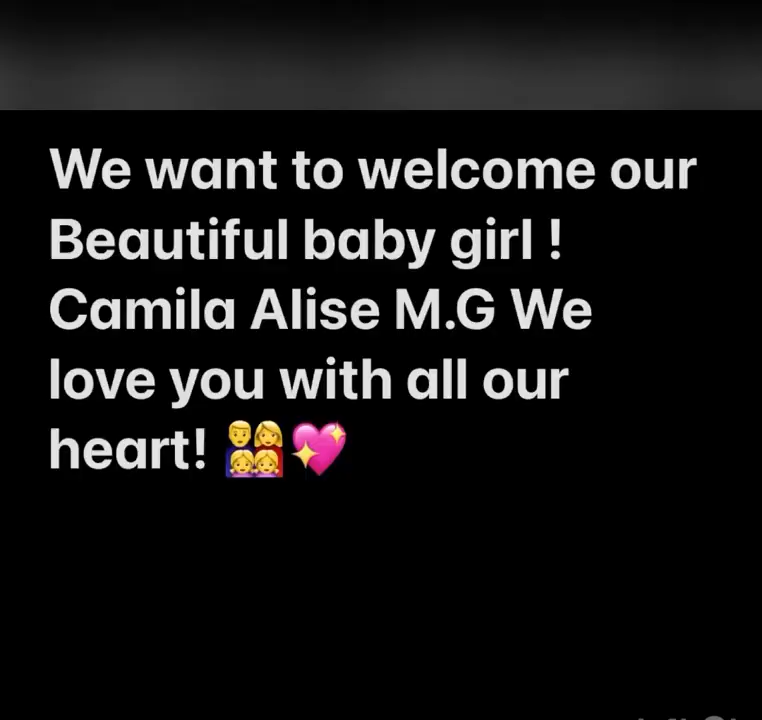 We want to welcome our
Beautiful baby girl !
Camila Alise M.G We
love you with all our
heart! 👨‍👩‍👧‍👧💖